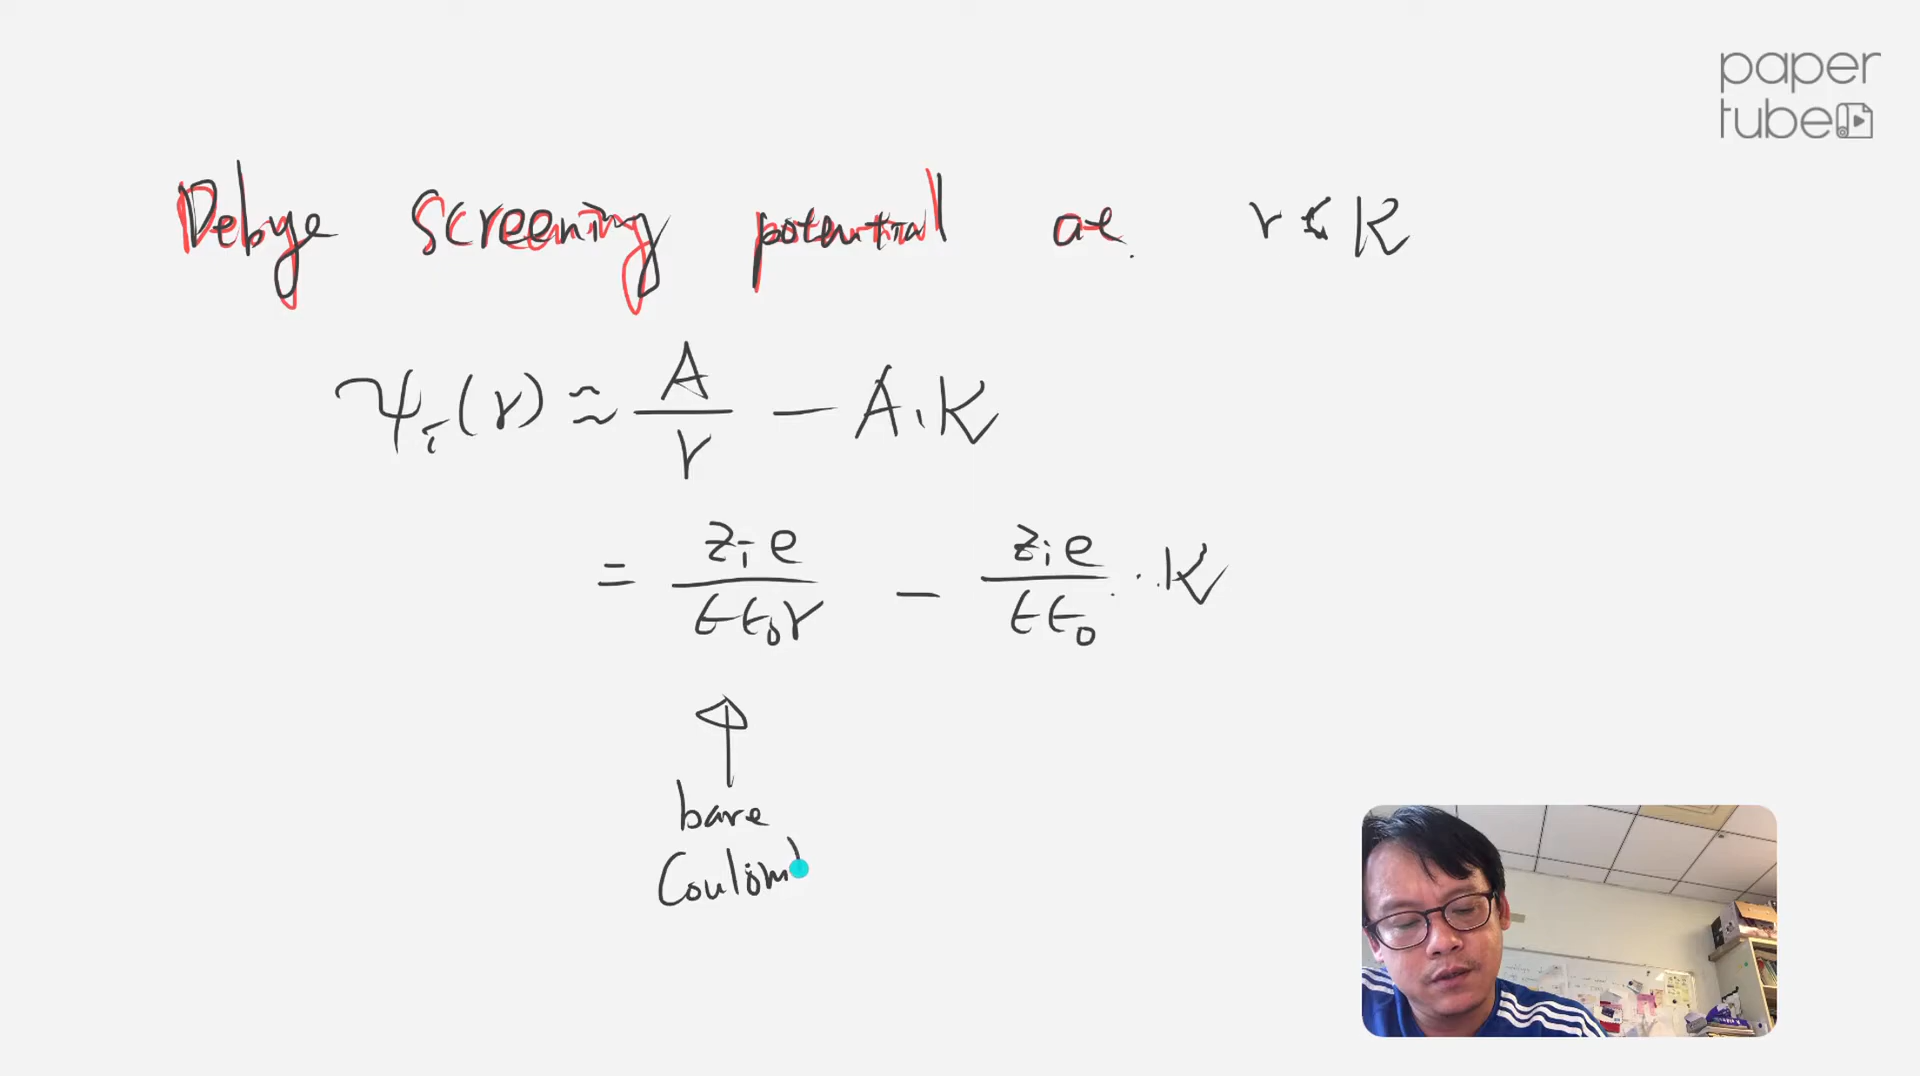 paper
tube
Debye screening potential at r < K
ψᵢ(r) ≈ A/r − A·K
= zᵢe/(εε₀r) − zᵢe/(εε₀) · K
bare
Coulomb